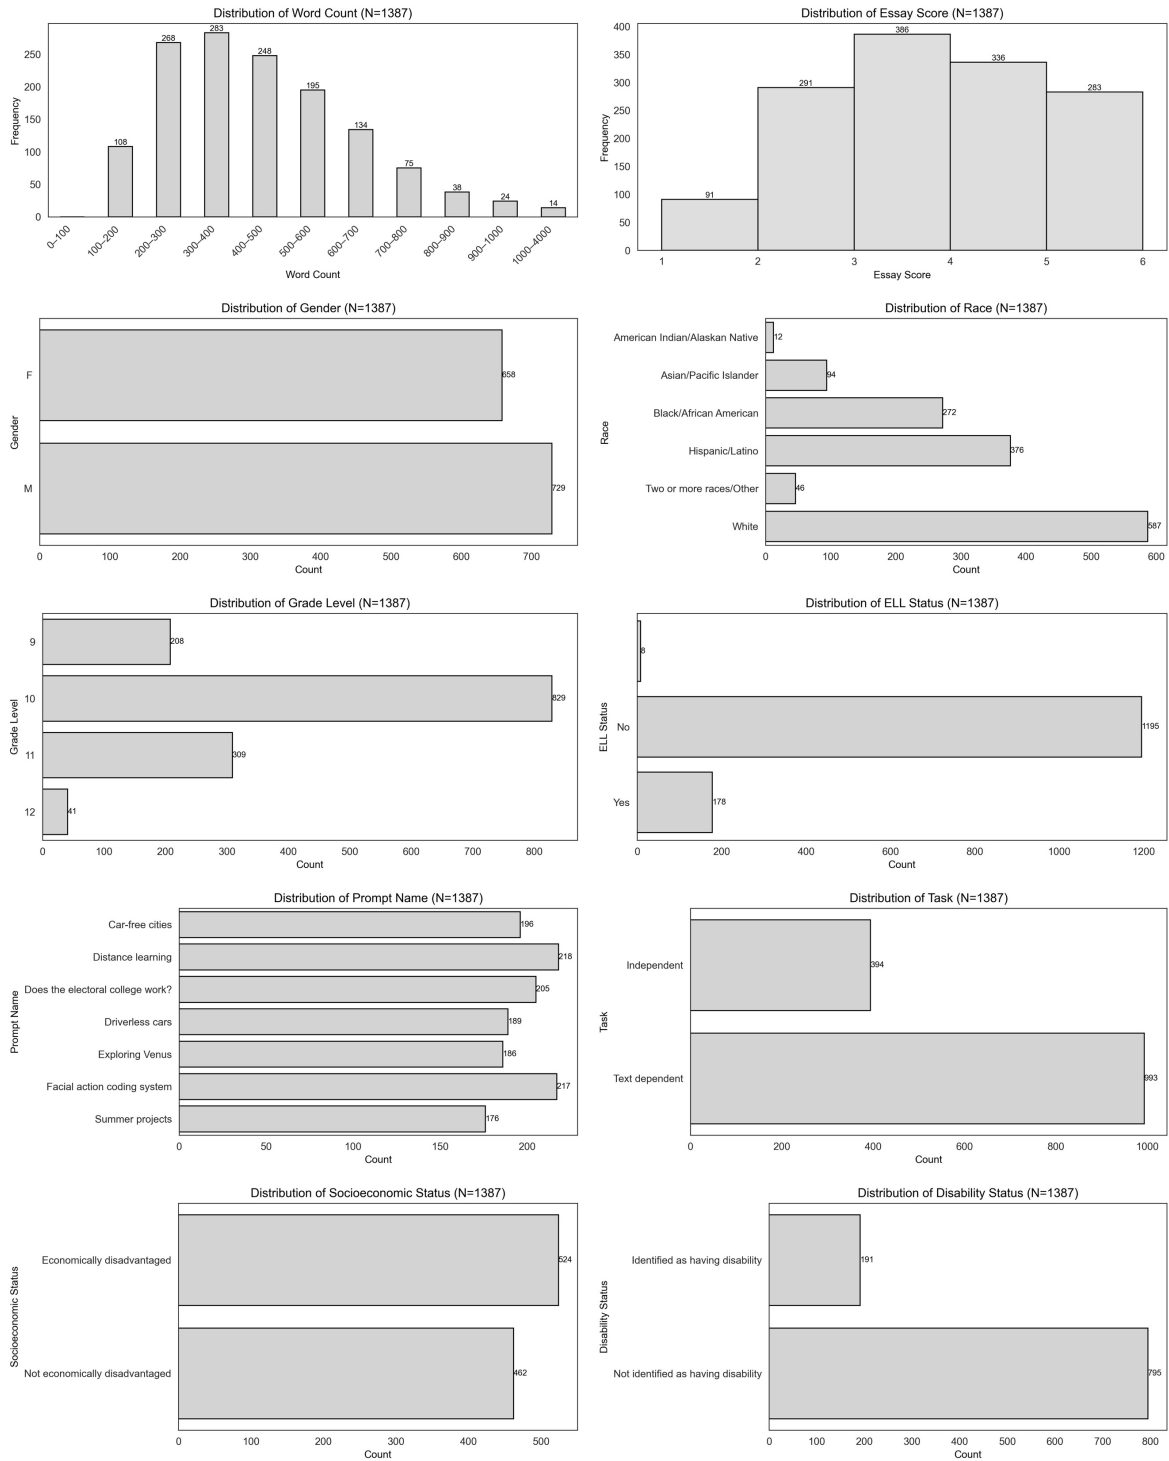 Distribution of Word Count (N=1387)
Frequency
250
200
150
100
50
0
108
268
283
248
195
134
75
38
24
14
0–100
100–200
200–300
300–400
400–500
500–600
600–700
700–800
800–900
900–1000
1000–4000
Word Count
Distribution of Essay Score (N=1387)
Frequency
400
350
300
250
200
150
100
50
0
91
291
386
336
283
1 2 3 4 5 6
Essay Score
Distribution of Gender (N=1387)
Gender
F
658
M
729
0 100 200 300 400 500 600 700
Count
Distribution of Race (N=1387)
Race
American Indian/Alaskan Native
12
Asian/Pacific Islander
94
Black/African American
272
Hispanic/Latino
376
Two or more races/Other
46
White
587
0 100 200 300 400 500 600
Count
Distribution of Grade Level (N=1387)
Grade Level
9
208
10
829
11
309
12
41
0 100 200 300 400 500 600 700 800
Count
Distribution of ELL Status (N=1387)
ELL Status
8
No
1195
Yes
178
0 200 400 600 800 1000 1200
Count
Distribution of Prompt Name (N=1387)
Prompt Name
Car-free cities
196
Distance learning
218
Does the electoral college work?
205
Driverless cars
189
Exploring Venus
186
Facial action coding system
217
Summer projects
176
0 50 100 150 200
Count
Distribution of Task (N=1387)
Task
Independent
394
Text dependent
993
0 200 400 600 800 1000
Count
Distribution of Socioeconomic Status (N=1387)
Socioeconomic Status
Economically disadvantaged
524
Not economically disadvantaged
462
0 100 200 300 400 500
Count
Distribution of Disability Status (N=1387)
Disability Status
Identified as having disability
191
Not identified as having disability
795
0 100 200 300 400 500 600 700 800
Count